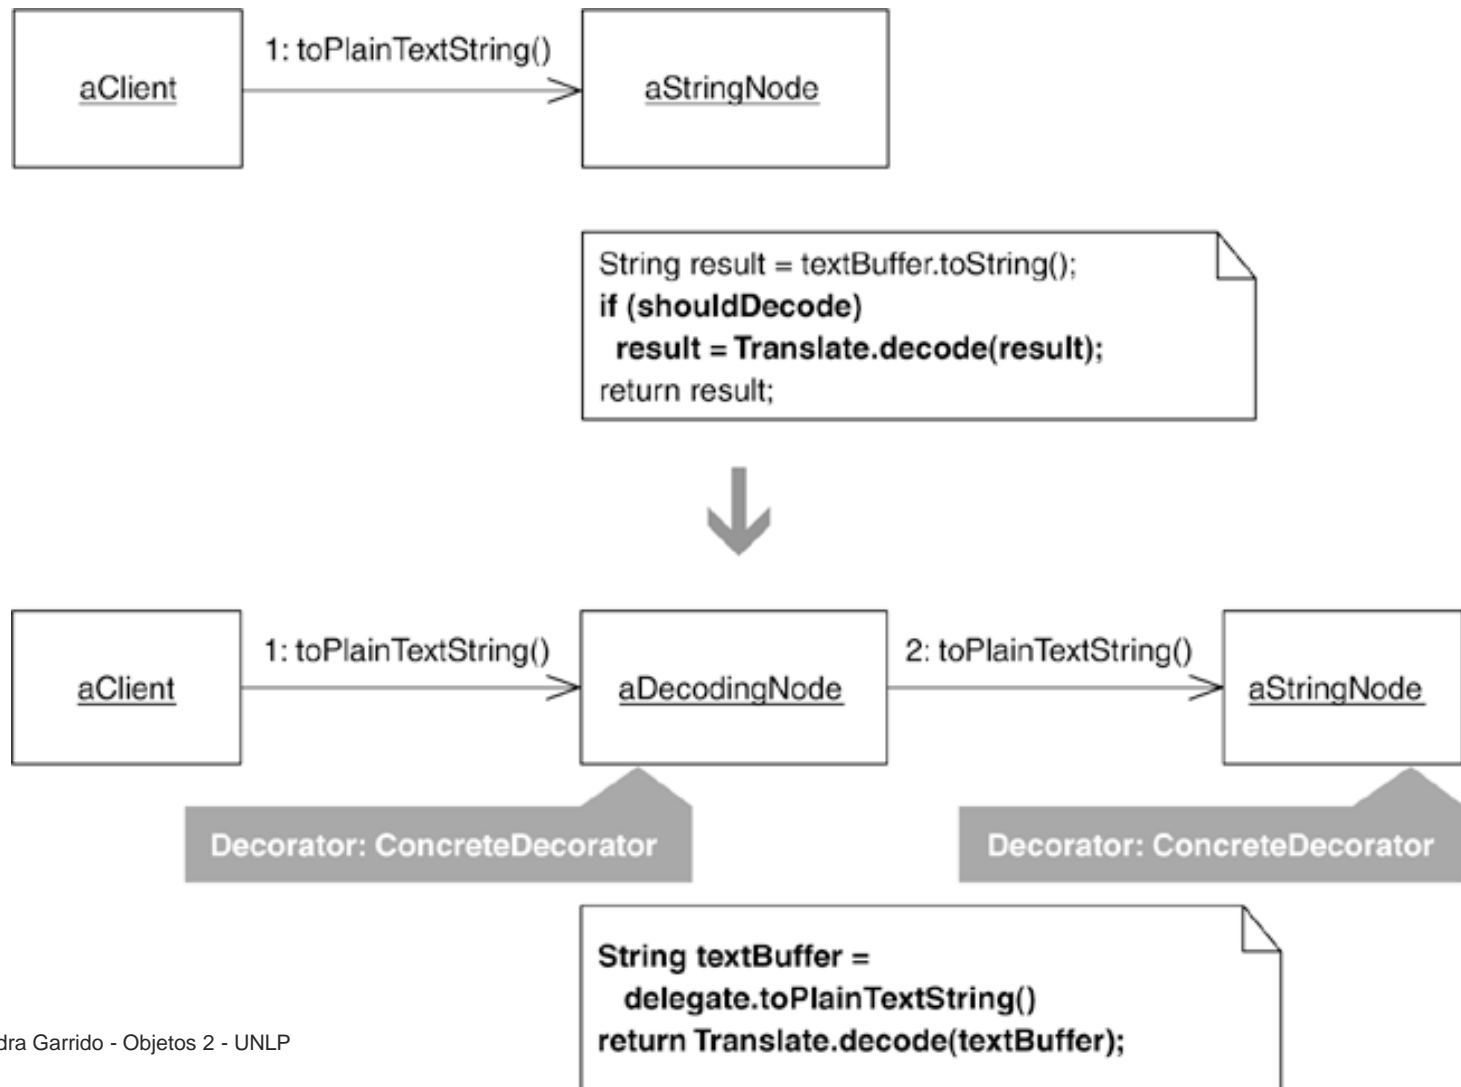 1: toPlainTextString()
aClient
aStringNode
String result = textBuffer.toString();
if (shouldDecode)
result = Translate.decode(result);
return result;
1: toPlainTextString()
2: toPlainTextString()
aClient
aDecodingNode
aStringNode
Decorator: ConcreteDecorator
Decorator: ConcreteDecorator
String textBuffer =
delegate.toPlainTextString()
return Translate.decode(textBuffer);
dra Garrido - Objetos 2 - UNLP